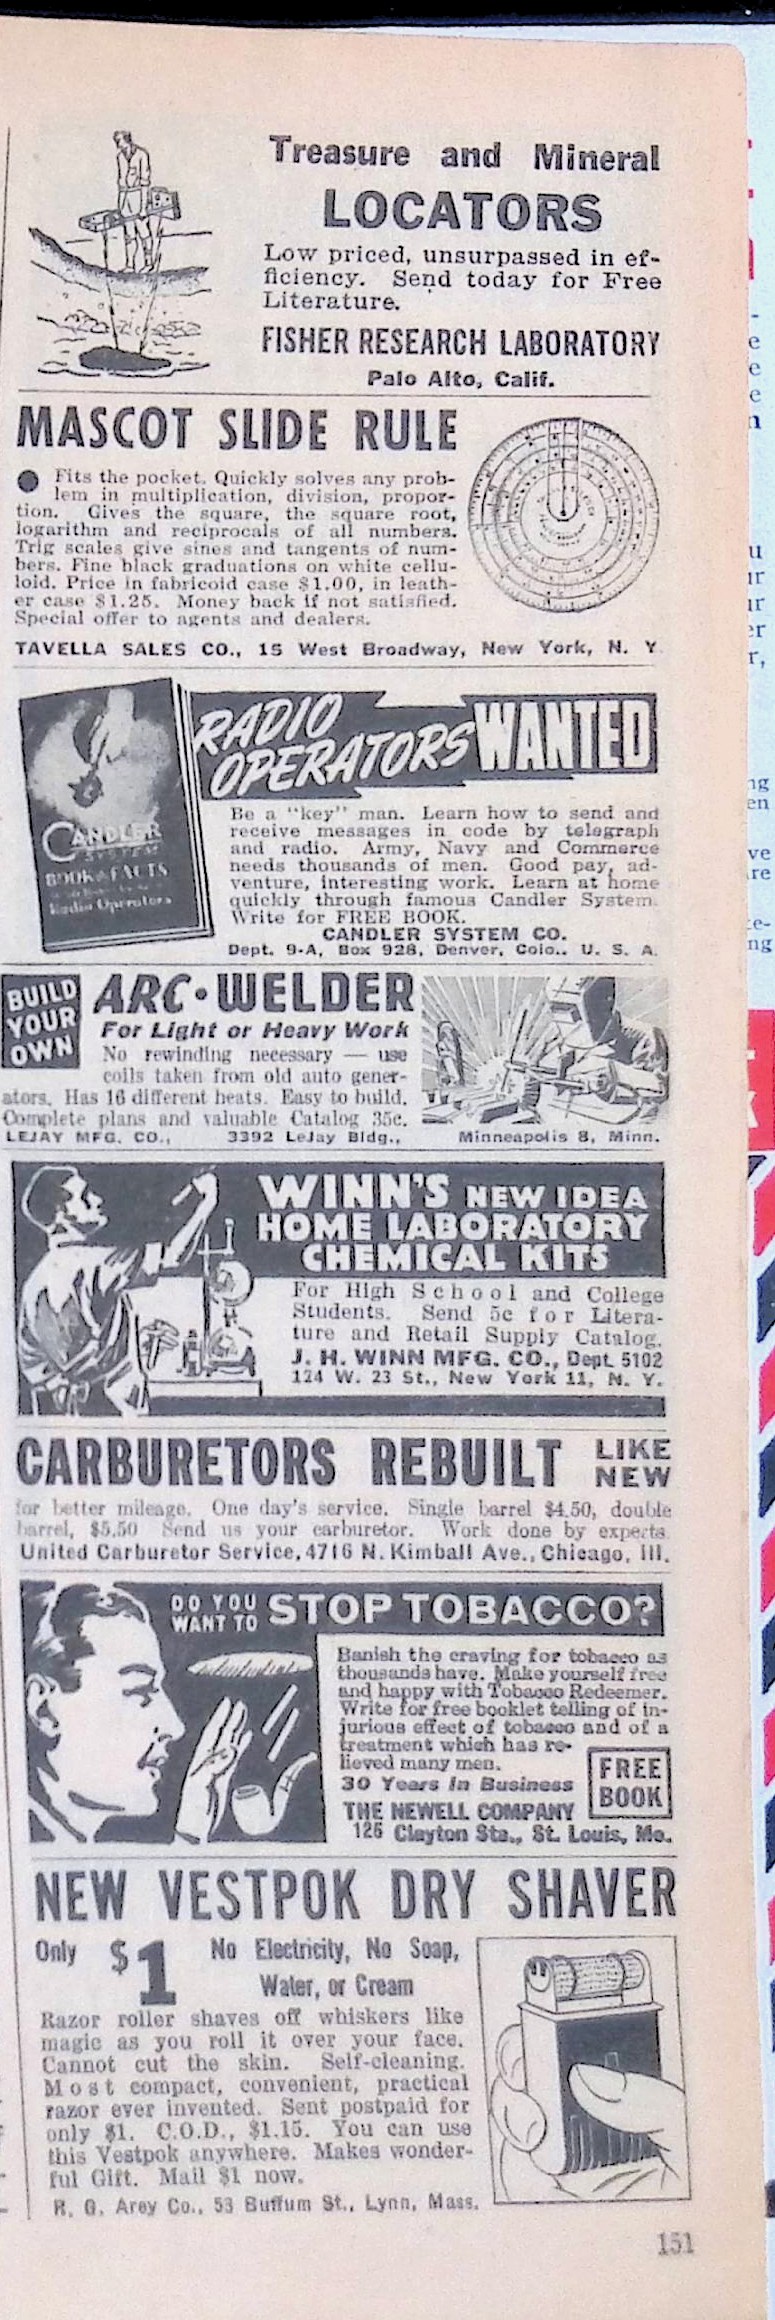 Treasure and Mineral
LOCATORS
Low priced, unsurpassed in ef-
ficiency. Send today for Free
Literature.
FISHER RESEARCH LABORATORY
Palo Alto, Calif.
MASCOT SLIDE RULE
● Fits the pocket. Quickly solves any prob-
lem in multiplication, division, propor-
tion. Gives the square, the square root,
logarithm and reciprocals of all numbers.
Trig scales give sines and tangents of num-
bers. Fine black graduations on white cellu-
loid. Price in fabricoid case $1.00, in leath-
er case $1.25. Money back if not satisfied.
Special offer to agents and dealers.
TAVELLA SALES CO., 15 West Broadway, New York, N. Y.
RADIO
OPERATORS WANTED
CANDLER
SYSTEM
BOOK of FACTS
Radio Operators
Be a "key" man. Learn how to send and
receive messages in code by telegraph
and radio. Army, Navy and Commerce
needs thousands of men. Good pay, ad-
venture, interesting work. Learn at home
quickly through famous Candler System.
Write for FREE BOOK.
CANDLER SYSTEM CO.
Dept. 9-A, Box 928, Denver, Colo., U. S. A.
BUILD
YOUR
OWN
ARC·WELDER
For Light or Heavy Work
No rewinding necessary — use
coils taken from old auto gener-
ators. Has 16 different heats. Easy to build.
Complete plans and valuable Catalog 35c.
LEJAY MFG. CO., 3392 LeJay Bldg., Minneapolis 8, Minn.
WINN'S NEW IDEA
HOME LABORATORY
CHEMICAL KITS
For High School and College
Students. Send 5c for Litera-
ture and Retail Supply Catalog.
J. H. WINN MFG. CO., Dept. 5102
124 W. 23 St., New York 11, N. Y.
CARBURETORS REBUILT LIKE
NEW
for better mileage. One day's service. Single barrel $4.50, double
barrel, $5.50 Send us your carburetor. Work done by experts.
United Carburetor Service, 4716 N. Kimball Ave., Chicago, Ill.
DO YOU
WANT TO STOP TOBACCO?
Banish the craving for tobacco as
thousands have. Make yourself free
and happy with Tobacco Redeemer.
Write for free booklet telling of in-
jurious effect of tobacco and of a
treatment which has re-
lieved many men.
30 Years In Business
THE NEWELL COMPANY
126 Clayton Sta., St. Louis, Mo.
FREE
BOOK
NEW VESTPOK DRY SHAVER
Only $1 No Electricity, No Soap,
Water, or Cream
Razor roller shaves off whiskers like
magic as you roll it over your face.
Cannot cut the skin. Self-cleaning.
Most compact, convenient, practical
razor ever invented. Sent postpaid for
only $1. C.O.D., $1.15. You can use
this Vestpok anywhere. Makes wonder-
ful Gift. Mail $1 now.
R. G. Arey Co., 53 Buffum St., Lynn, Mass.
151